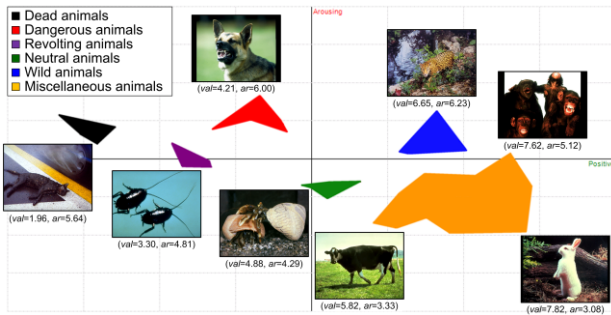 Dead animals
Dangerous animals
Revolting animals
Neutral animals
Wild animals
Miscellaneous animals
Arousing
(val=4.21, ar=6.00)
(val=6.65, ar=6.23)
(val=7.62, ar=5.12)
Positive
(val=1.96, ar=5.64)
(val=3.30, ar=4.81)
(val=4.88, ar=4.29)
(val=5.82, ar=3.33)
(val=7.82, ar=3.08)